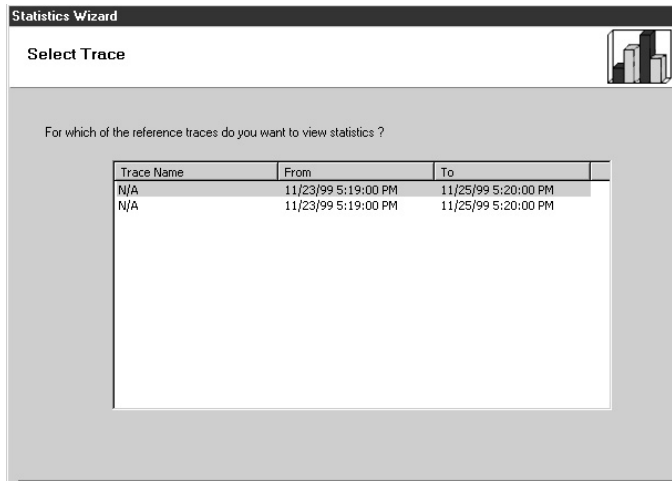 Statistics Wizard
Select Trace
For which of the reference traces do you want to view statistics ?
Trace Name From To
N/A 11/23/99 5:19:00 PM 11/25/99 5:20:00 PM
N/A 11/23/99 5:19:00 PM 11/25/99 5:20:00 PM